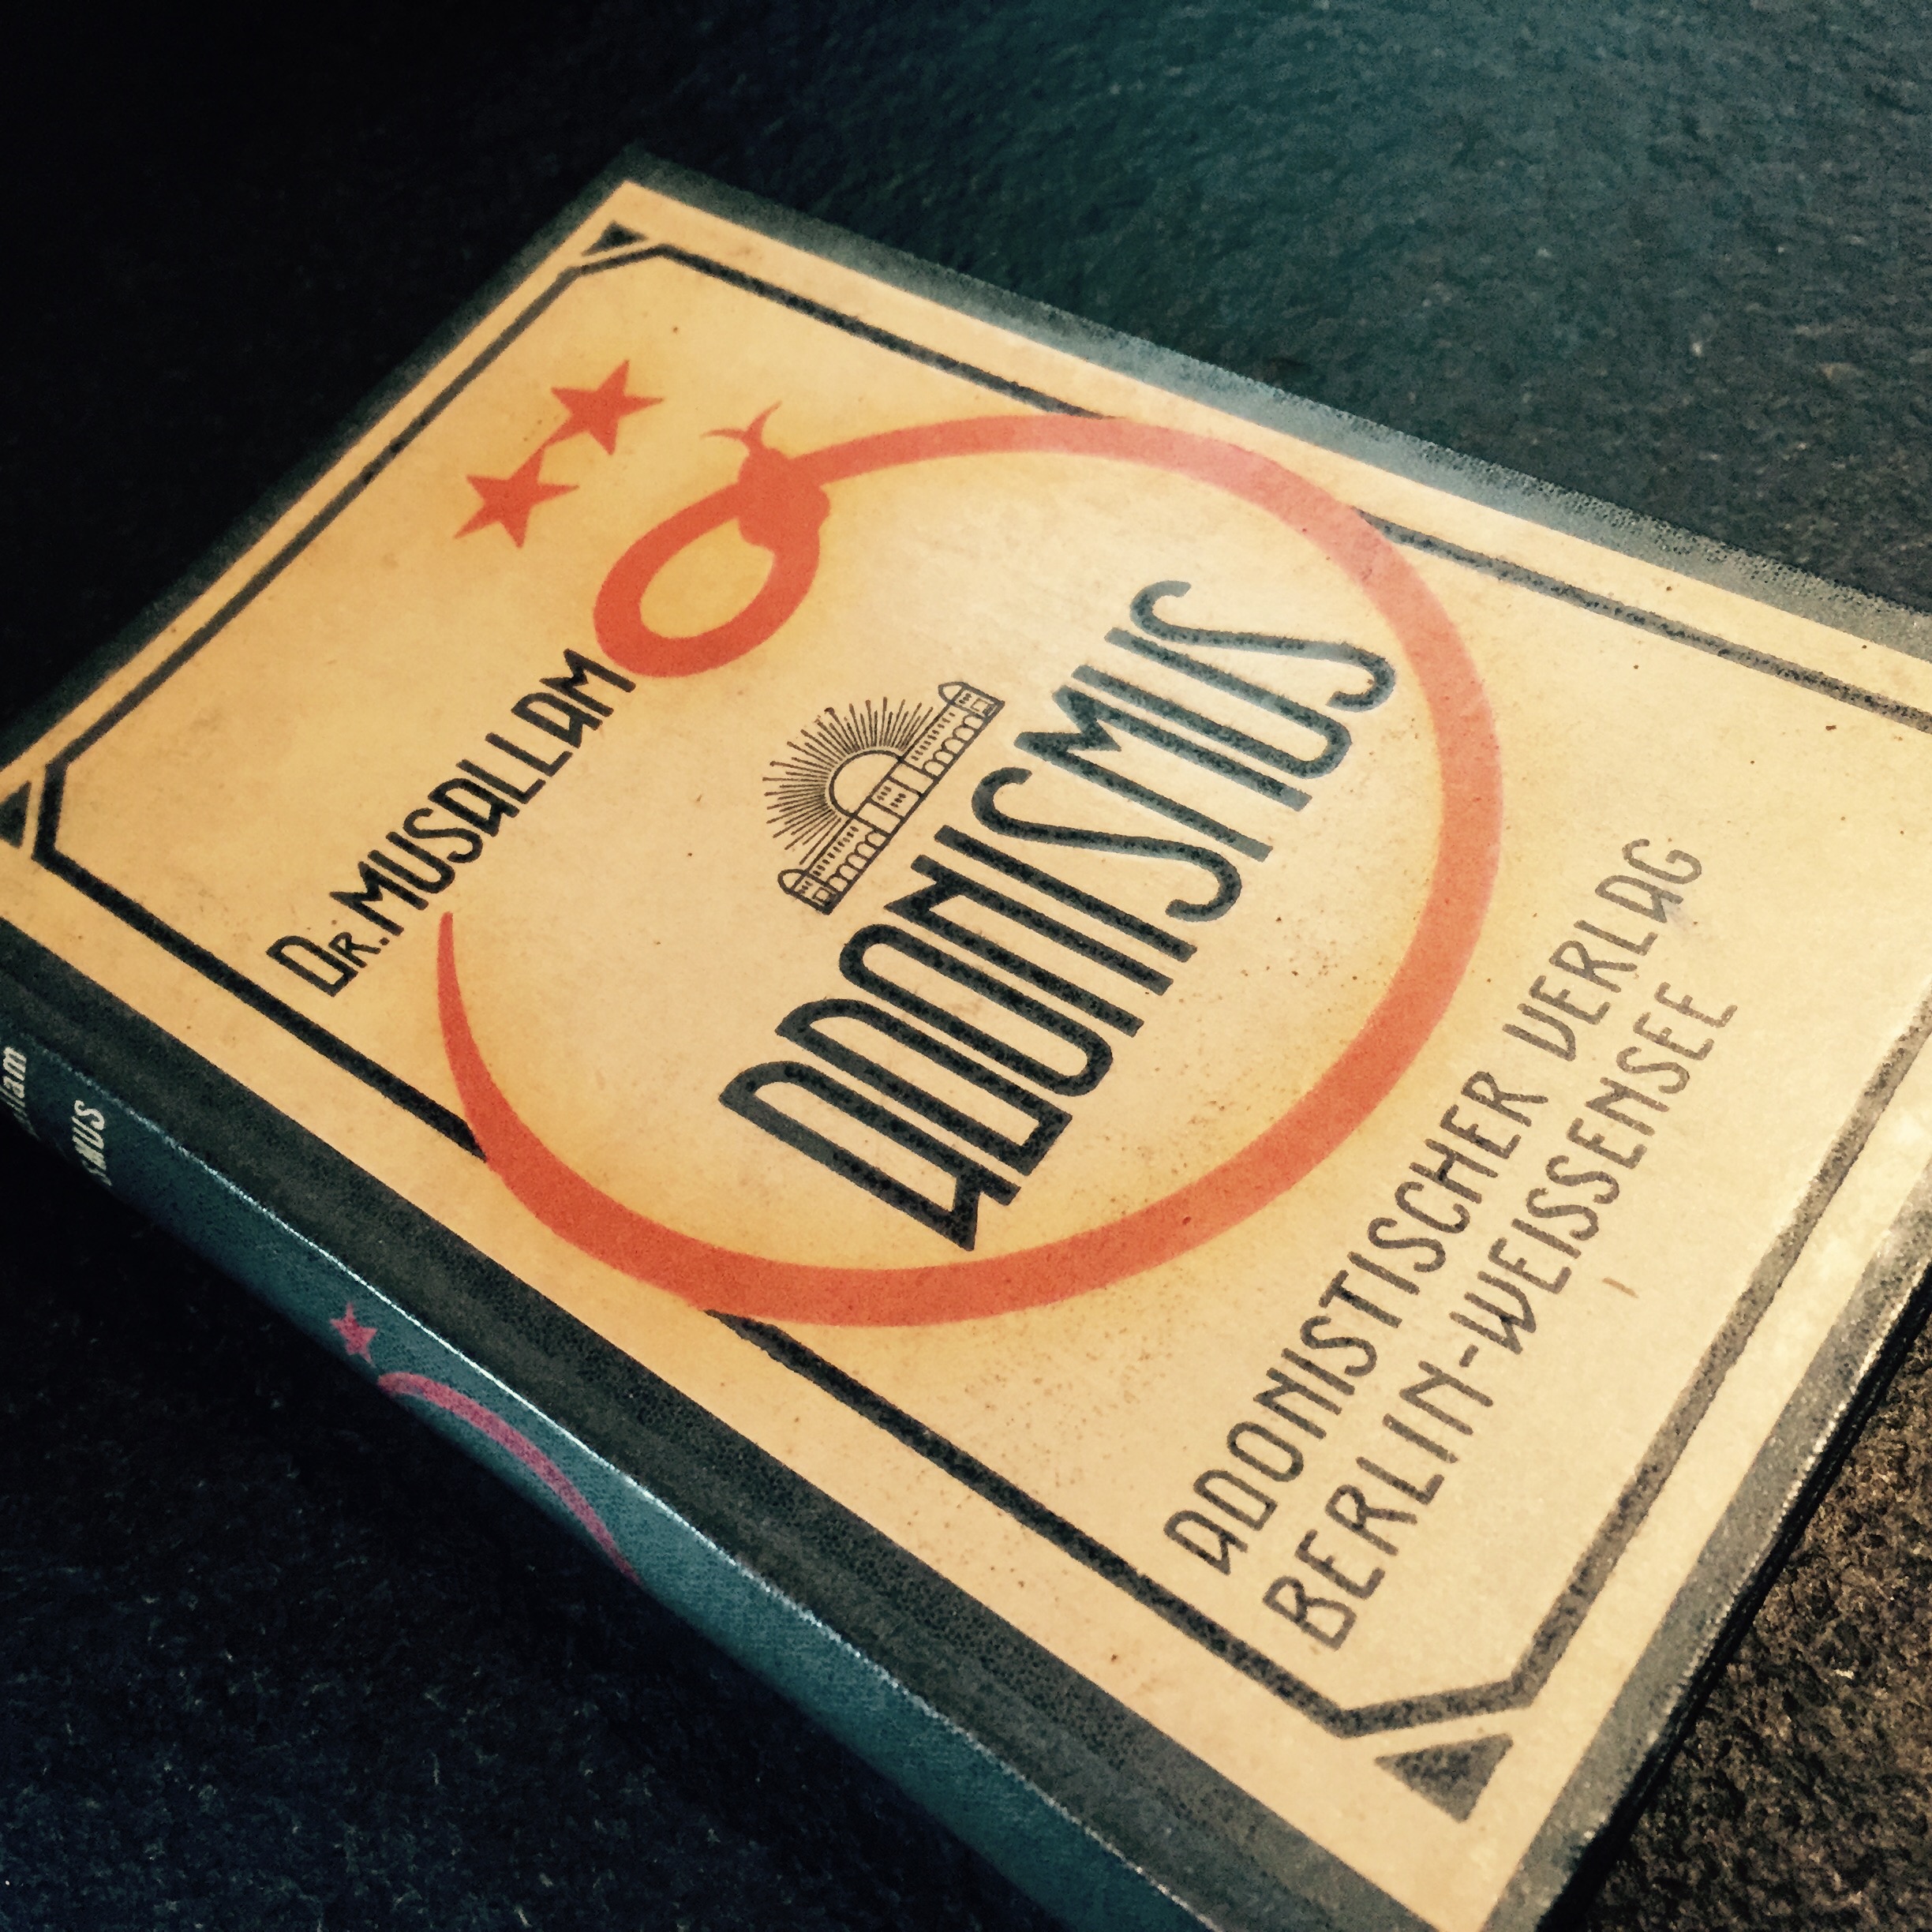 Dr. MUSALLAM
ADONISMUS
ADONISTISCHER VERLAG
BERLIN-WEISSENSEE